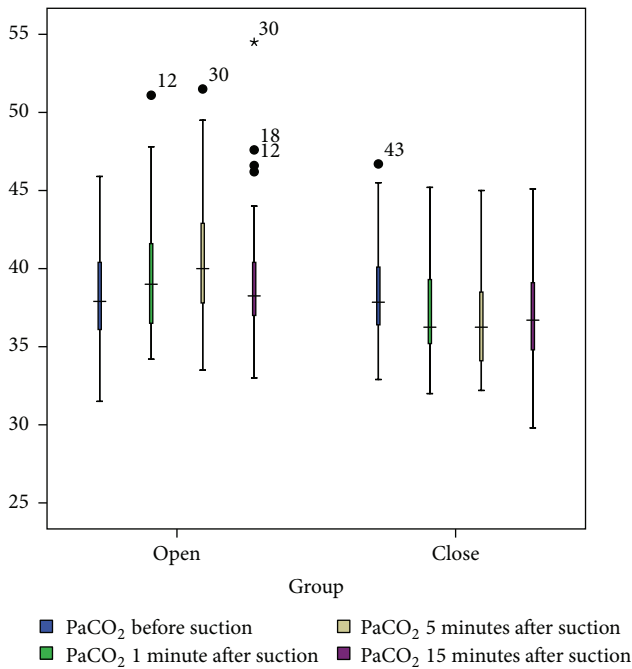 55
50
45
40
35
30
25
12
30
30
18
12
43
Open
Close
Group
PaCO₂ before suction
PaCO₂ 1 minute after suction
PaCO₂ 5 minutes after suction
PaCO₂ 15 minutes after suction